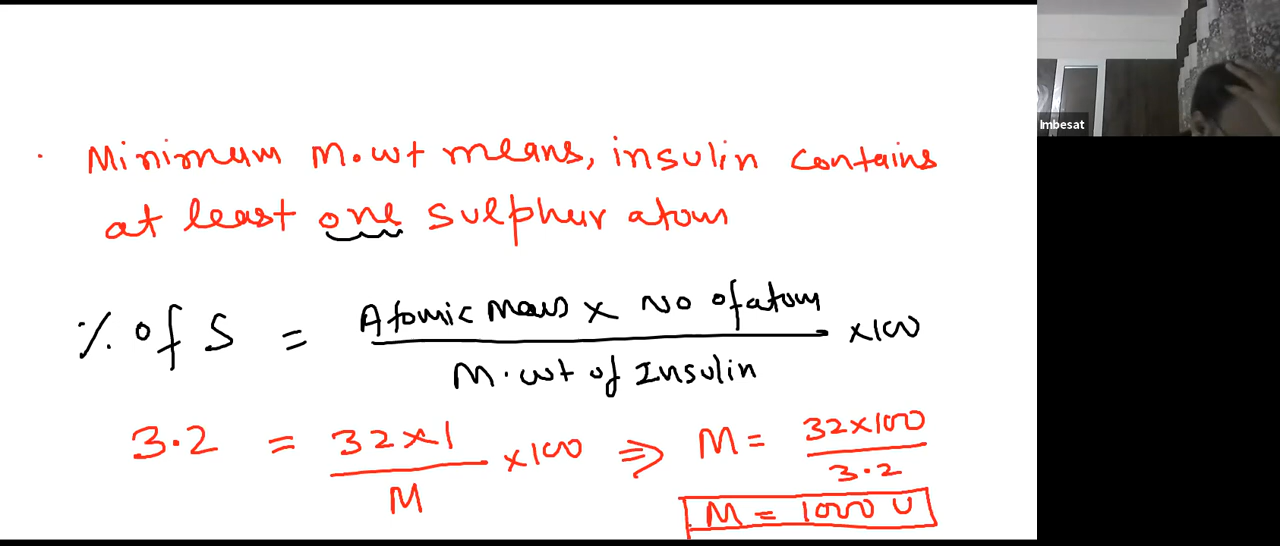 Minimum M.wt means, insulin contains
at least one sulphur atom
% of S = Atomic Mass x No of atom / M.wt of Insulin x100
3.2 = 32x1 / M x100 ⇒ M = 32x100 / 3.2
M = 1000 U
Imbesat